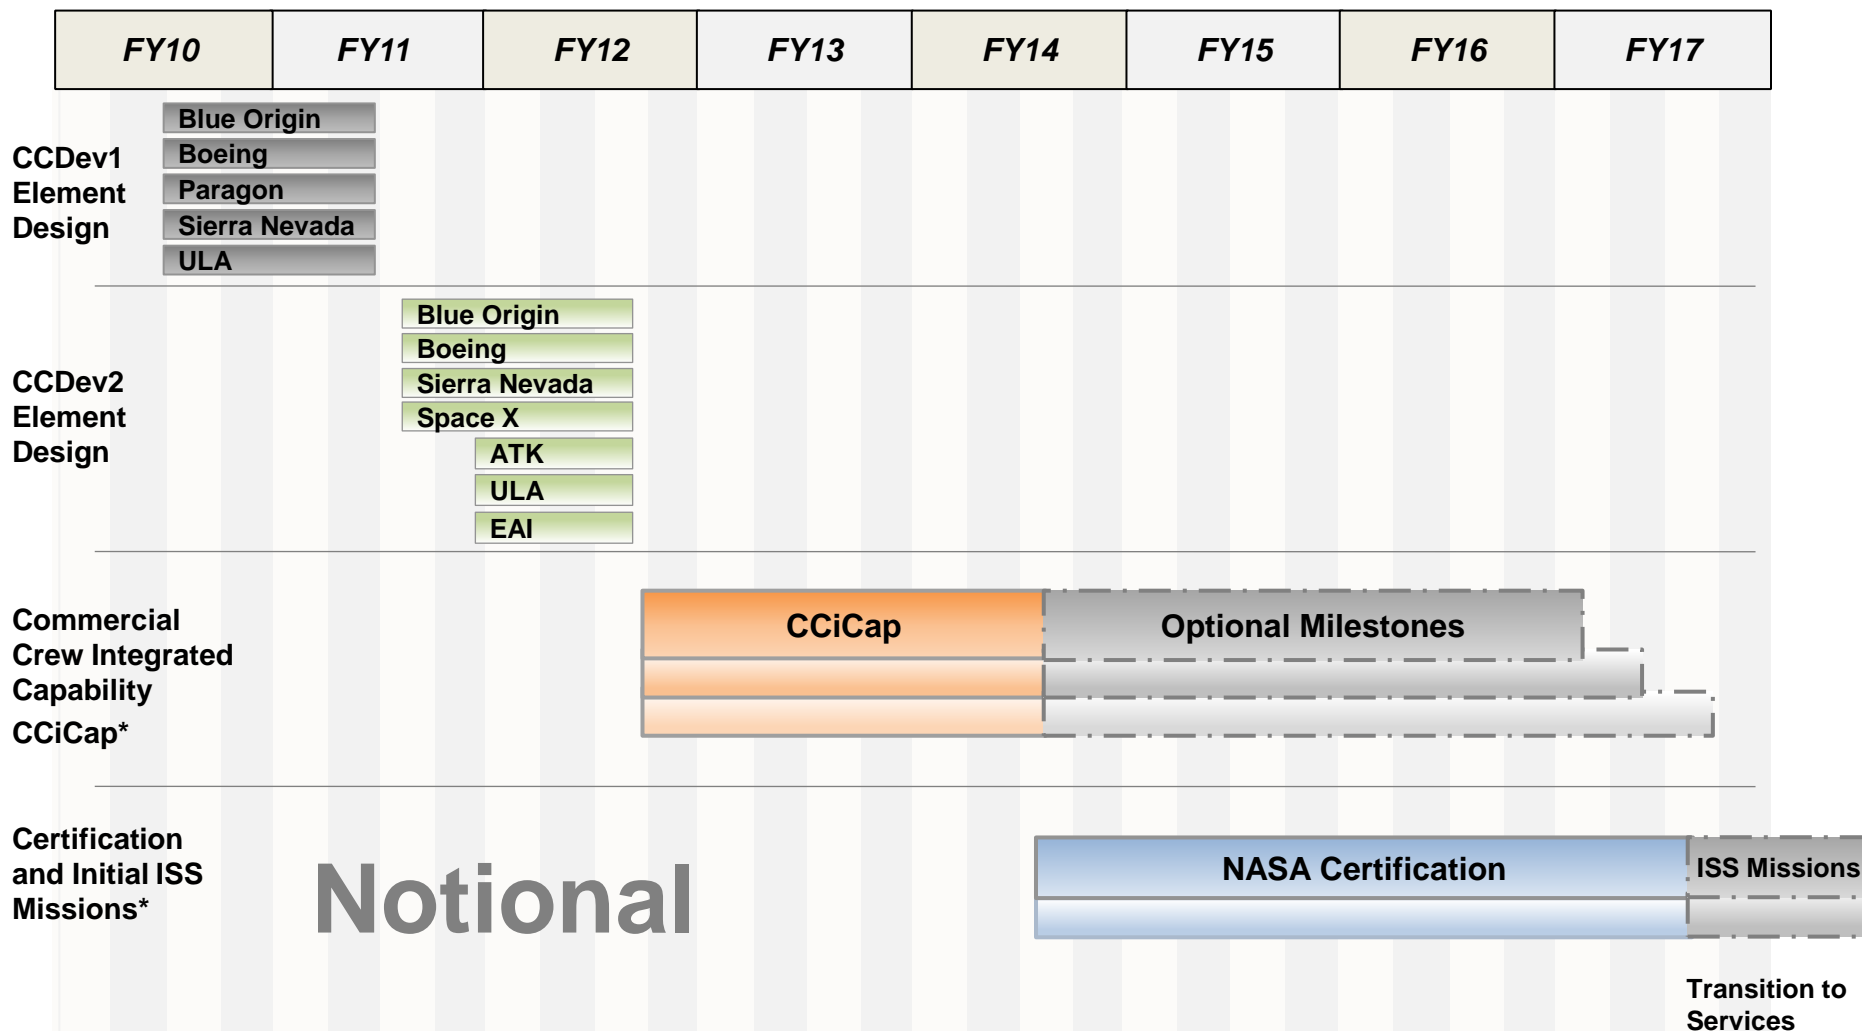 FY10 FY11 FY12 FY13 FY14 FY15 FY16 FY17
CCDev1
Element
Design
Blue Origin
Boeing
Paragon
Sierra Nevada
ULA
CCDev2
Element
Design
Blue Origin
Boeing
Sierra Nevada
Space X
ATK
ULA
EAI
Commercial
Crew Integrated
Capability
CCiCap*
CCiCap
Optional Milestones
Certification
and Initial ISS
Missions*
Notional
NASA Certification
ISS Missions
Transition to
Services